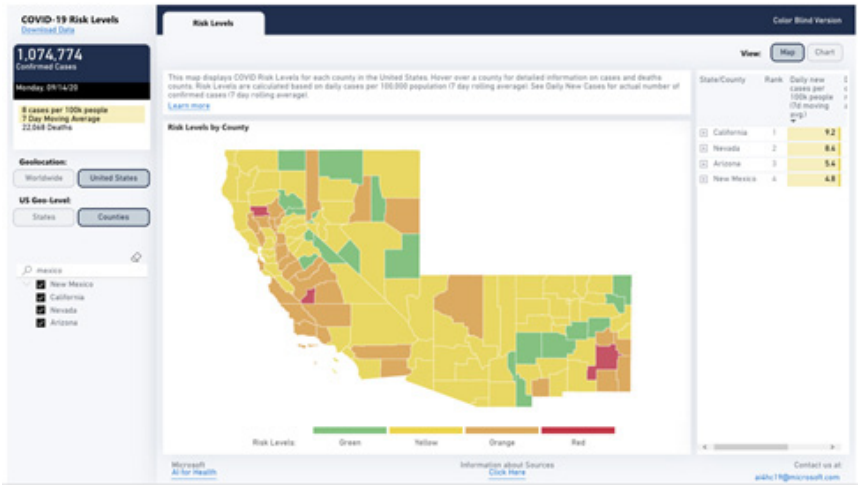 COVID-19 Risk Levels
Download Data
Risk Levels
Color Blind Version
1,074,774
Confirmed Cases
Monday, 09/14/20
8 cases per 100k people
7 Day Moving Average
22,068 Deaths
Geolocation:
Worldwide
United States
US Geo-Level:
States
Counties
mexico
New Mexico
California
Nevada
Arizona
View:
Map
Chart
This map displays COVID Risk Levels for each county in the United States. Hover over a county for detailed information on cases and deaths
counts. Risk Levels are calculated based on daily cases per 100,000 population (7 day rolling average). See Daily New Cases for actual number of
confirmed cases (7 day rolling average).
Learn more
Risk Levels by County
Risk Levels:
Green
Yellow
Orange
Red
State/County
Rank
Daily new
cases per
100k people
(7d moving
avg.)
California 1 9.2
Nevada 2 8.6
Arizona 3 5.4
New Mexico 4 4.8
Microsoft
AI for Health
Information about Sources
Click Here
Contact us at:
ai4hc19@microsoft.com